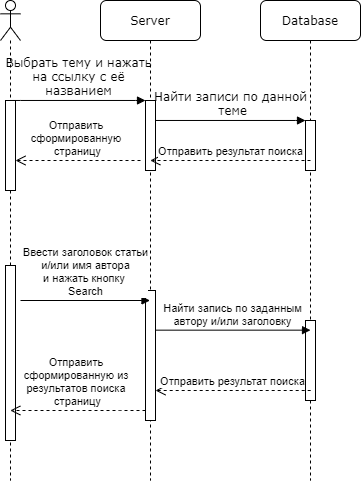 Server
Database
Выбрать тему и нажать
на ссылку с её
названием
Найти записи по данной
теме
Отправить
сформированную
страницу
Отправить результат поиска
Ввести заголовок статьи
и/или имя автора
и нажать кнопку
Search
Найти запись по заданным
автору и/или заголовку
Отправить
сформированную из
результатов поиска
страницу
Отправить результат поиска